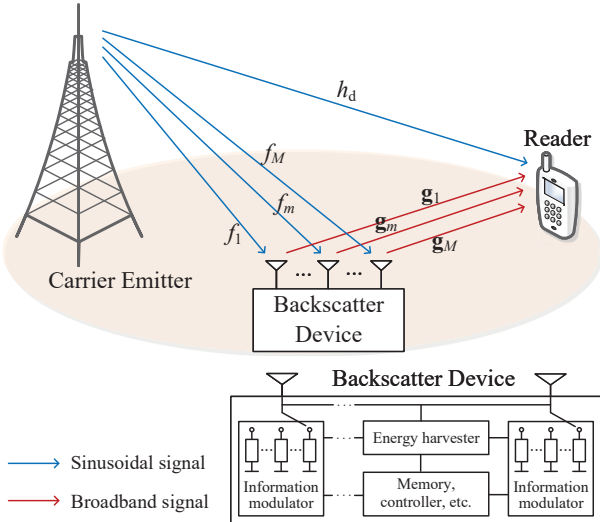 h_d
Reader
f_M
f_m
f_1
g_1
g_m
g_M
Carrier Emitter
... ...
Backscatter
Device
Backscatter Device
Energy harvester
Information
modulator
Memory,
controller, etc.
Information
modulator
Sinusoidal signal
Broadband signal